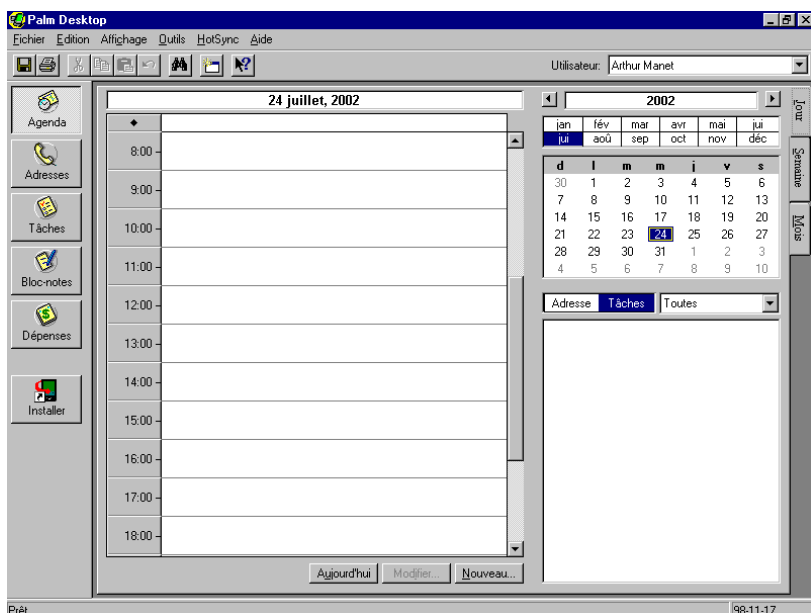 Palm Desktop
Fichier Edition Affichage Outils HotSync Aide
Utilisateur: Arthur Manet
Agenda
Adresses
Tâches
Bloc-notes
Dépenses
Installer
24 juillet, 2002
8:00
9:00
10:00
11:00
12:00
13:00
14:00
15:00
16:00
17:00
18:00
Aujourd'hui Modifier... Nouveau...
2002
jan fév mar avr mai jui
jui aoû sep oct nov déc
d l m m j v s
30 1 2 3 4 5 6
7 8 9 10 11 12 13
14 15 16 17 18 19 20
21 22 23 24 25 26 27
28 29 30 31 1 2 3
4 5 6 7 8 9 10
Adresse Tâches Toutes
Jour
Semaine
Mois
Prêt 98-11-17